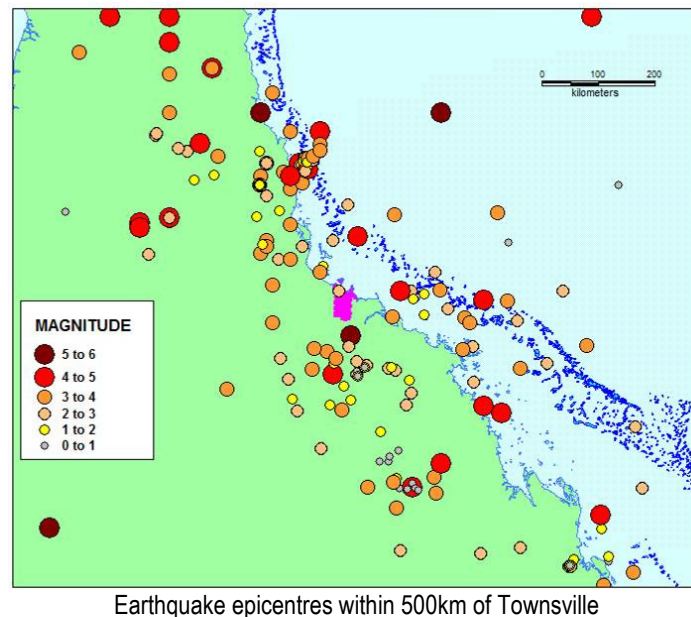 0 100 200
kilometers
MAGNITUDE
5 to 6
4 to 5
3 to 4
2 to 3
1 to 2
0 to 1
Earthquake epicentres within 500km of Townsville